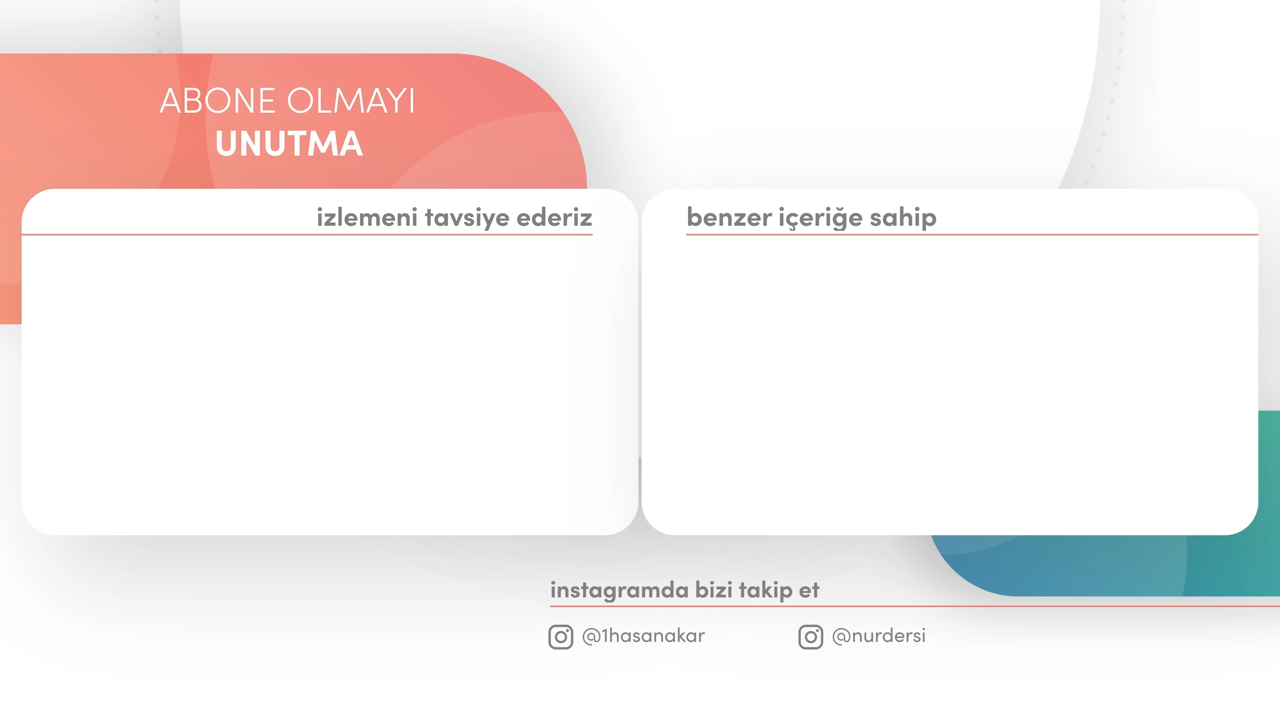 ABONE OLMAYI
UNUTMA
izlemeni tavsiye ederiz
benzer içeriğe sahip
instagramda bizi takip et
@1hasanakar
@nurdersi